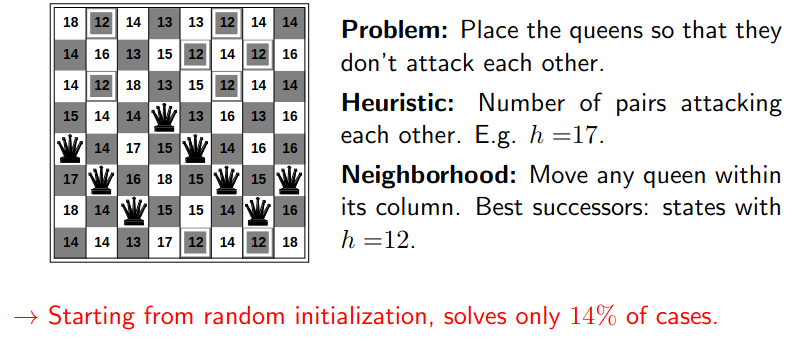 18 12 14 13 13 12 14 14
14 16 13 15 12 14 12 16
14 12 18 13 15 12 14 14
15 14 14 13 16 13 16
14 17 15 14 16 16
17 16 18 15 15
18 14 15 15 14 16
14 14 13 17 12 14 12 18
Problem: Place the queens so that they
don't attack each other.
Heuristic: Number of pairs attacking
each other. E.g. h =17.
Neighborhood: Move any queen within
its column. Best successors: states with
h =12.
→ Starting from random initialization, solves only 14% of cases.